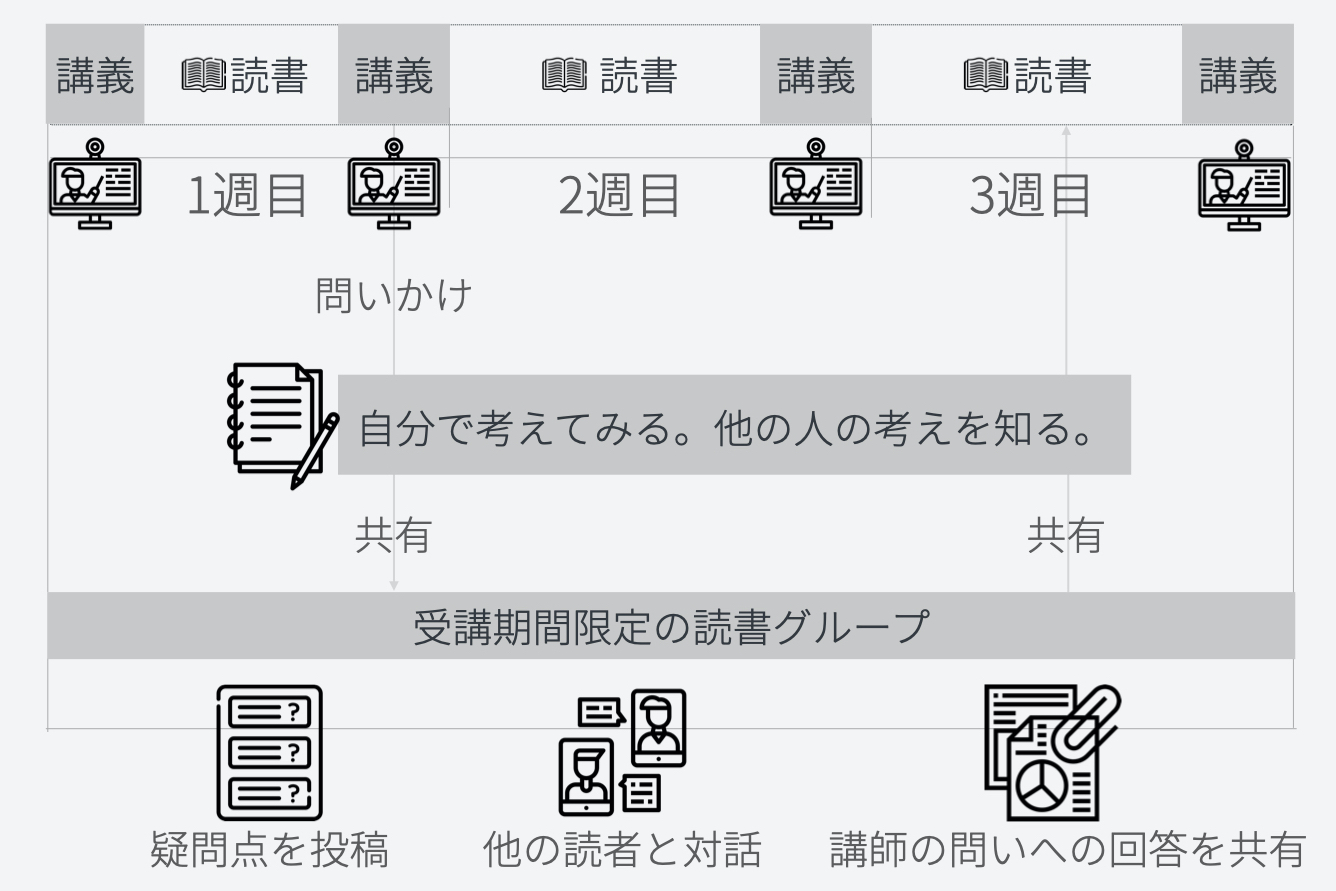 講義 読書 講義 読書 講義 読書 講義
1週目 2週目 3週目
問いかけ
自分で考えてみる。他の人の考えを知る。
共有 共有
受講期間限定の読書グループ
? ? ?
疑問点を投稿 他の読者と対話 講師の問いへの回答を共有